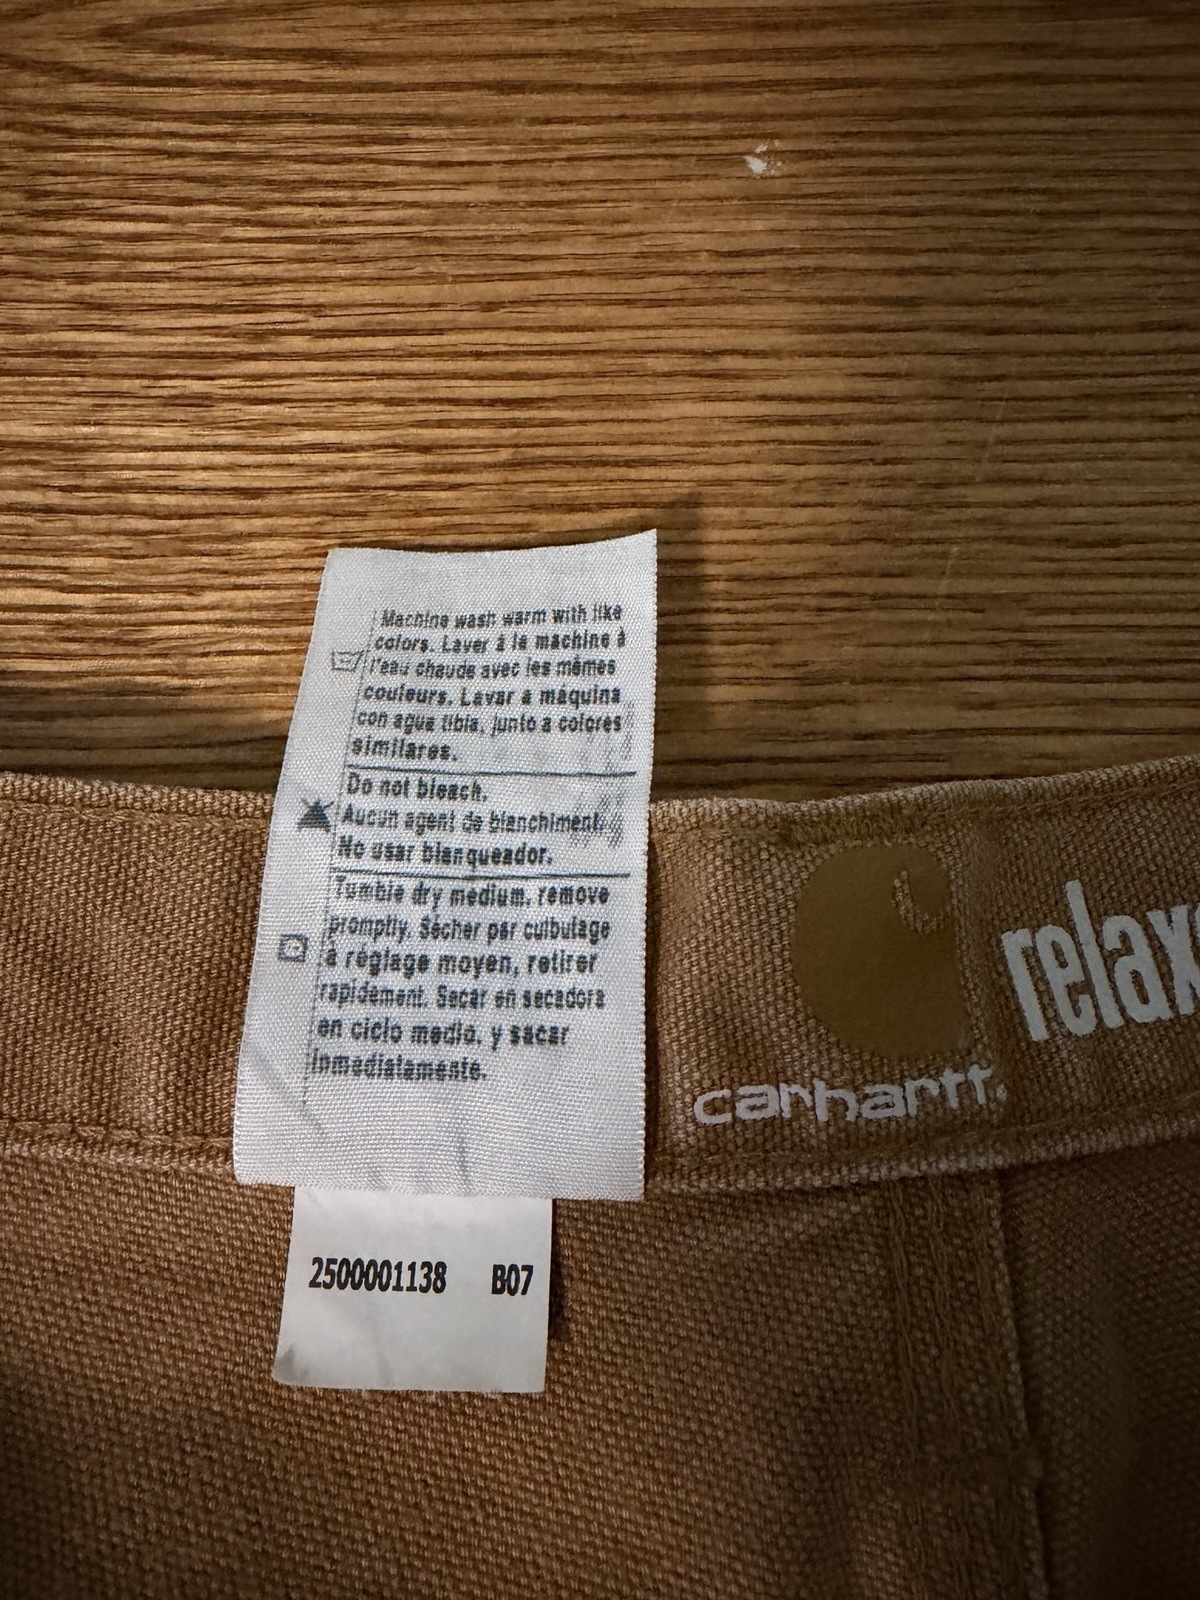 Machine wash warm with like
colors. Laver à la machine à
l'eau chaude avec les mêmes
couleurs. Lavar a maquina
con agua tibia, junto a colores
similares.
Do not bleach.
Aucun agent de blanchiment.
No usar blanqueador.
Tumble dry medium, remove
promptly. Sécher par culbutage
à réglage moyen, retirer
rapidement. Secar en secadora
en ciclo medio, y sacar
inmediatamente.
2500001138 B07
carhartt.
relax